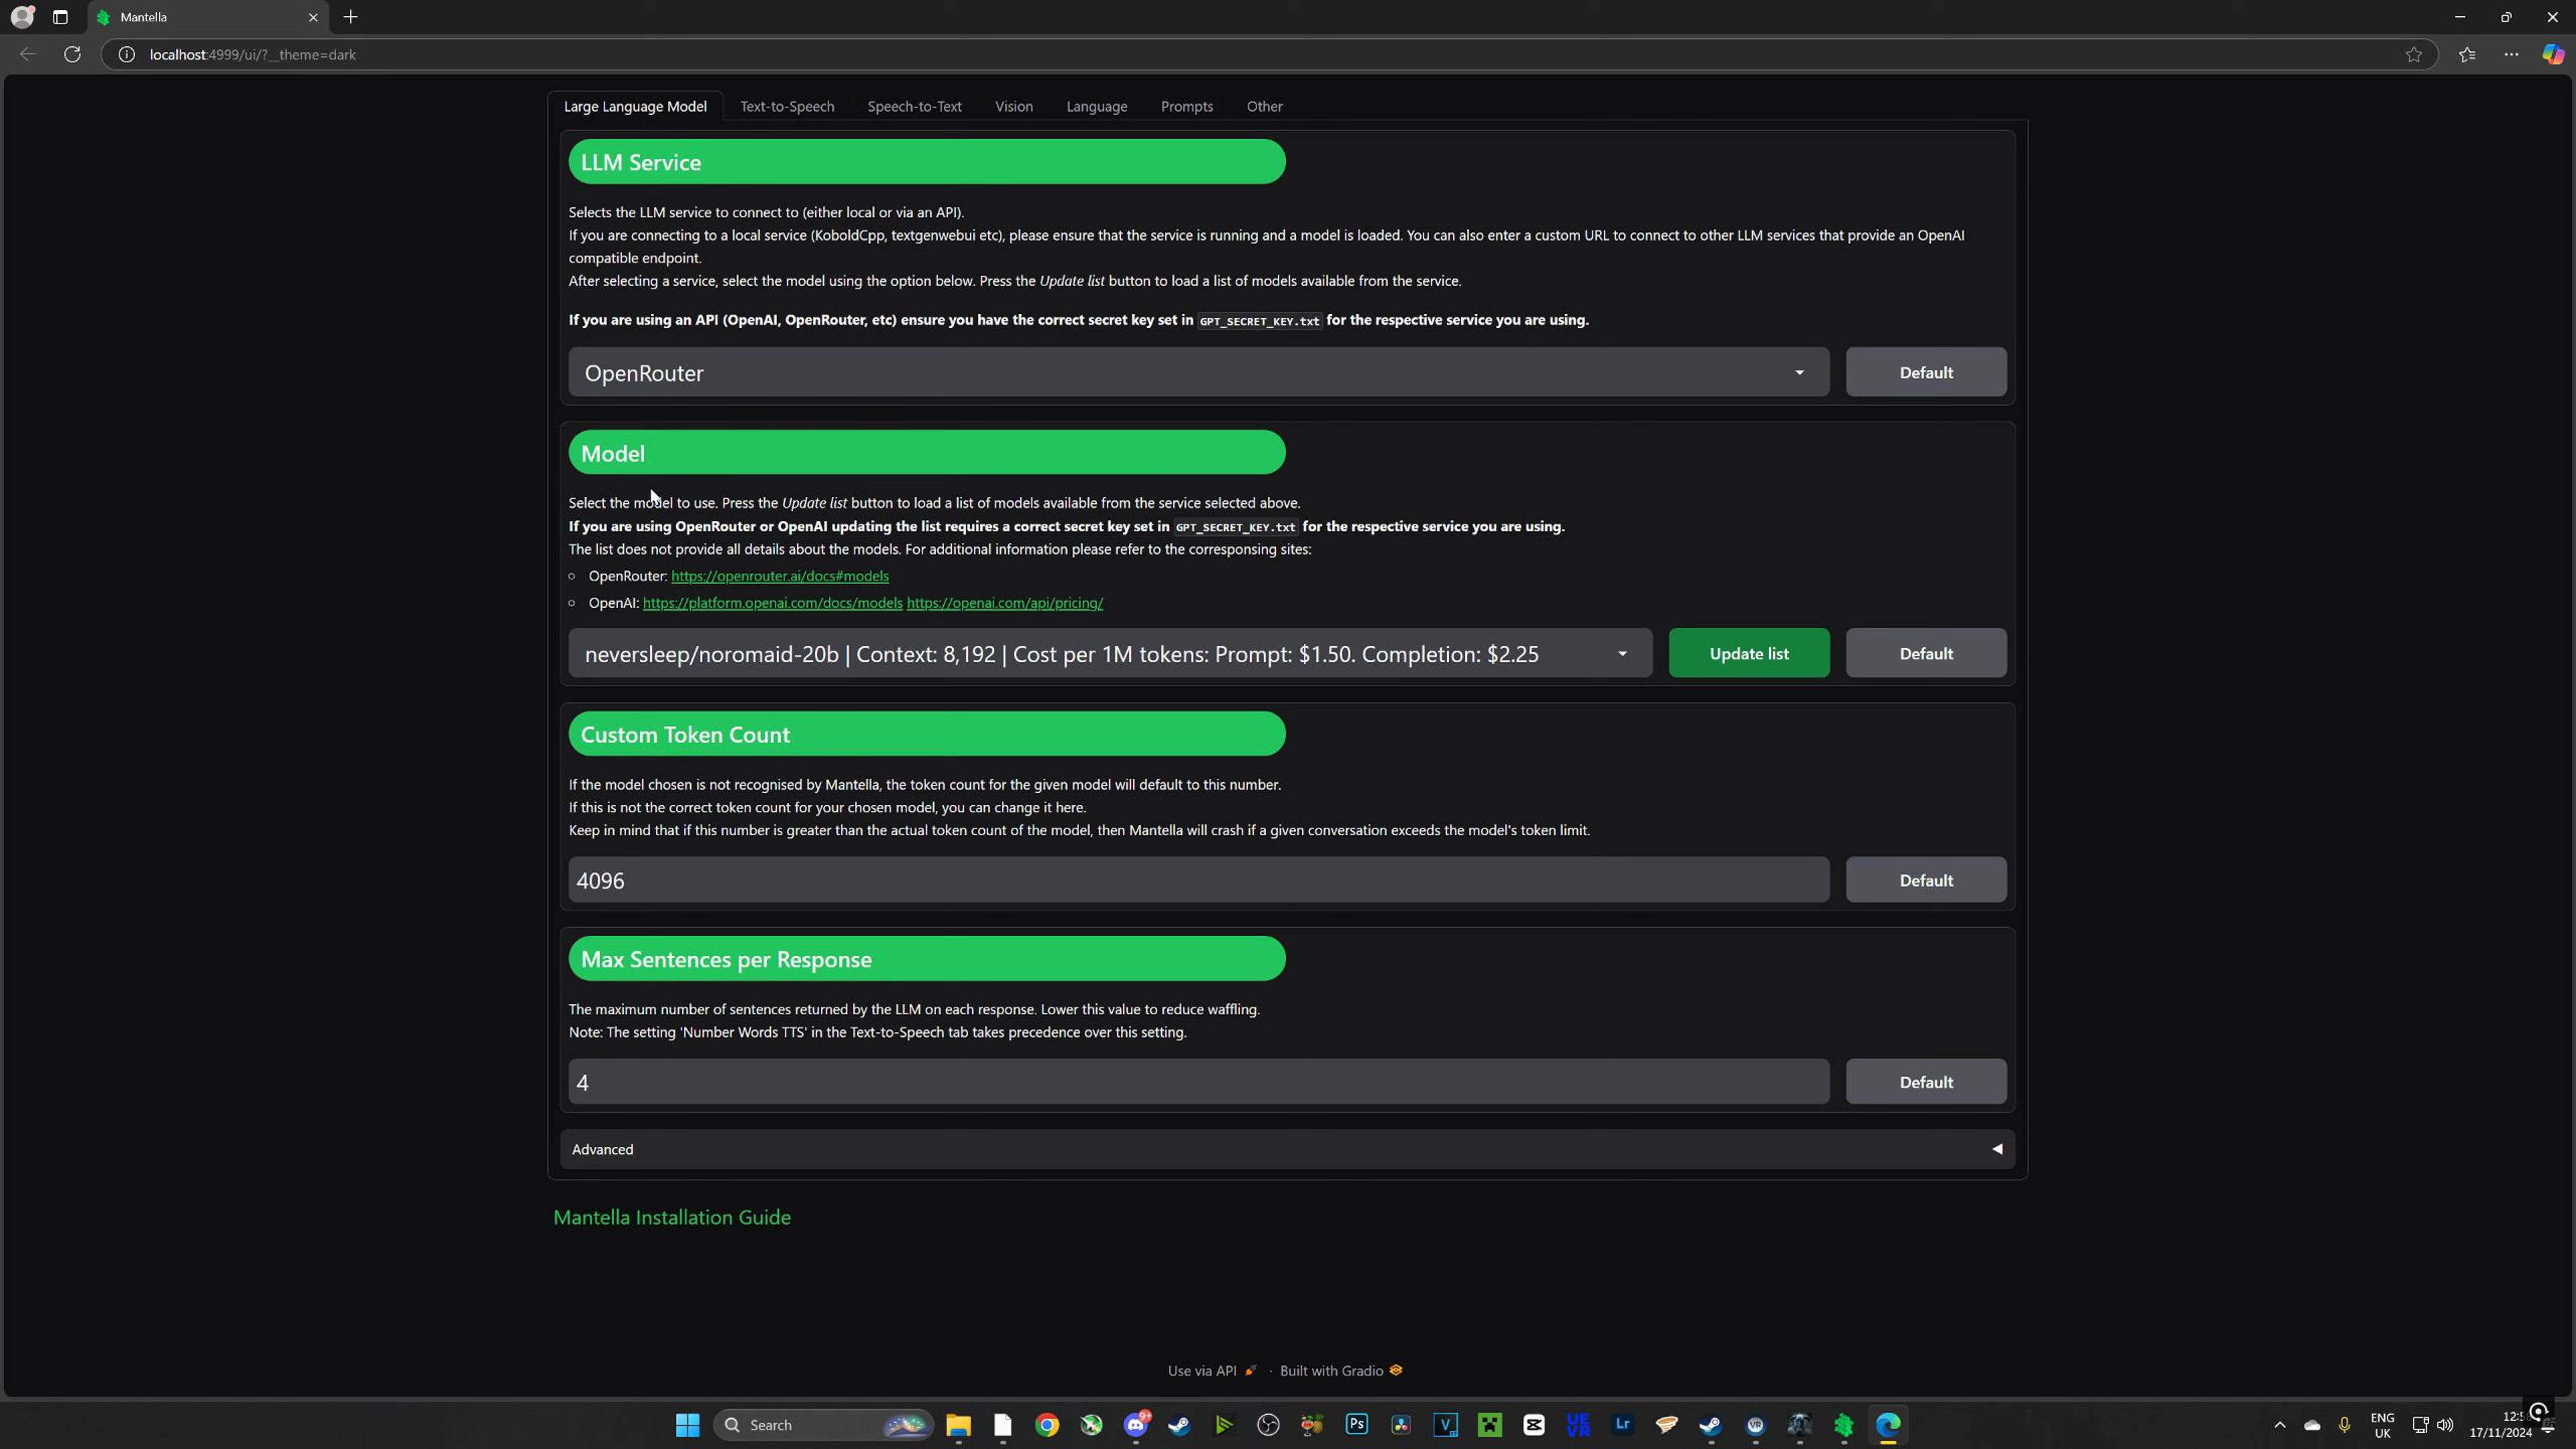 Mantella
localhost:4999/ui/?__theme=dark
Large Language Model Text-to-Speech Speech-to-Text Vision Language Prompts Other
LLM Service
Selects the LLM service to connect to (either local or via an API).
If you are connecting to a local service (KoboldCpp, textgenwebui etc), please ensure that the service is running and a model is loaded. You can also enter a custom URL to connect to other LLM services that provide an OpenAI
compatible endpoint.
After selecting a service, select the model using the option below. Press the Update list button to load a list of models available from the service.
If you are using an API (OpenAI, OpenRouter, etc) ensure you have the correct secret key set in GPT_SECRET_KEY.txt for the respective service you are using.
OpenRouter Default
Model
Select the model to use. Press the Update list button to load a list of models available from the service selected above.
If you are using OpenRouter or OpenAI updating the list requires a correct secret key set in GPT_SECRET_KEY.txt for the respective service you are using.
The list does not provide all details about the models. For additional information please refer to the corresponsing sites:
OpenRouter: https://openrouter.ai/docs#models
OpenAI: https://platform.openai.com/docs/models https://openai.com/api/pricing/
neversleep/noromaid-20b | Context: 8,192 | Cost per 1M tokens: Prompt: $1.50. Completion: $2.25 Update list Default
Custom Token Count
If the model chosen is not recognised by Mantella, the token count for the given model will default to this number.
If this is not the correct token count for your chosen model, you can change it here.
Keep in mind that if this number is greater than the actual token count of the model, then Mantella will crash if a given conversation exceeds the model's token limit.
4096 Default
Max Sentences per Response
The maximum number of sentences returned by the LLM on each response. Lower this value to reduce waffling.
Note: The setting 'Number Words TTS' in the Text-to-Speech tab takes precedence over this setting.
4 Default
Advanced
Mantella Installation Guide
Use via API · Built with Gradio
Search Ps V Lr VR ENG
UK 17/11/2024